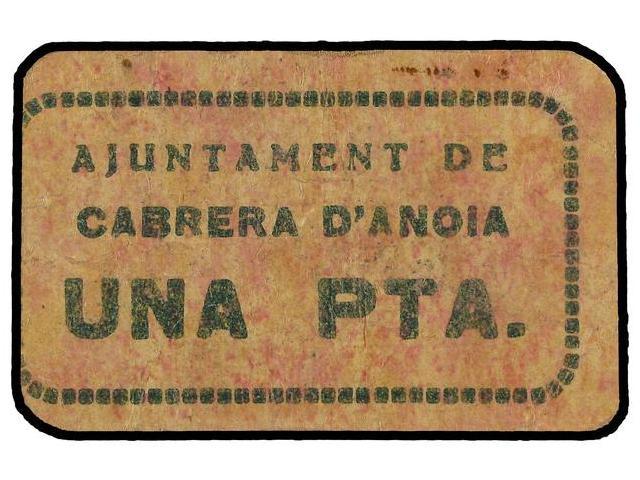 AJUNTAMENT DE
CABRERA D'ANOIA
UNA PTA.